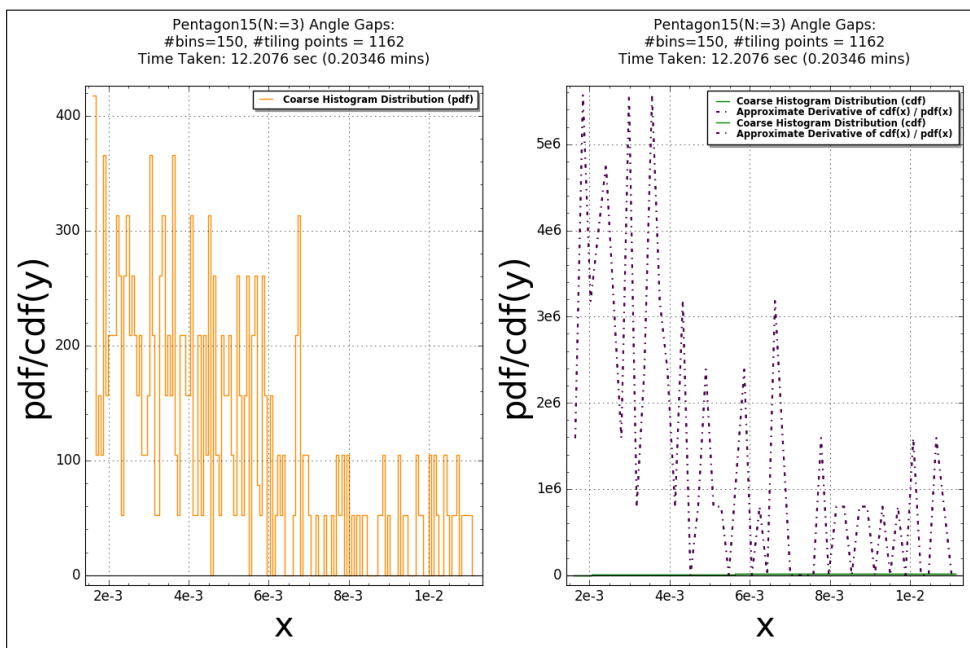 Pentagon15(N:=3) Angle Gaps:
#bins=150, #tiling points = 1162
Time Taken: 12.2076 sec (0.20346 mins)
Coarse Histogram Distribution (pdf)
400
300
200
100
0
pdf/cdf(y)
2e-3
4e-3
6e-3
8e-3
1e-2
x
Pentagon15(N:=3) Angle Gaps:
#bins=150, #tiling points = 1162
Time Taken: 12.2076 sec (0.20346 mins)
Coarse Histogram Distribution (cdf)
Approximate Derivative of cdf(x) / pdf(x)
Coarse Histogram Distribution (cdf)
Approximate Derivative of cdf(x) / pdf(x)
5e6
4e6
3e6
2e6
1e6
0
pdf/cdf(y)
2e-3
4e-3
6e-3
8e-3
1e-2
x